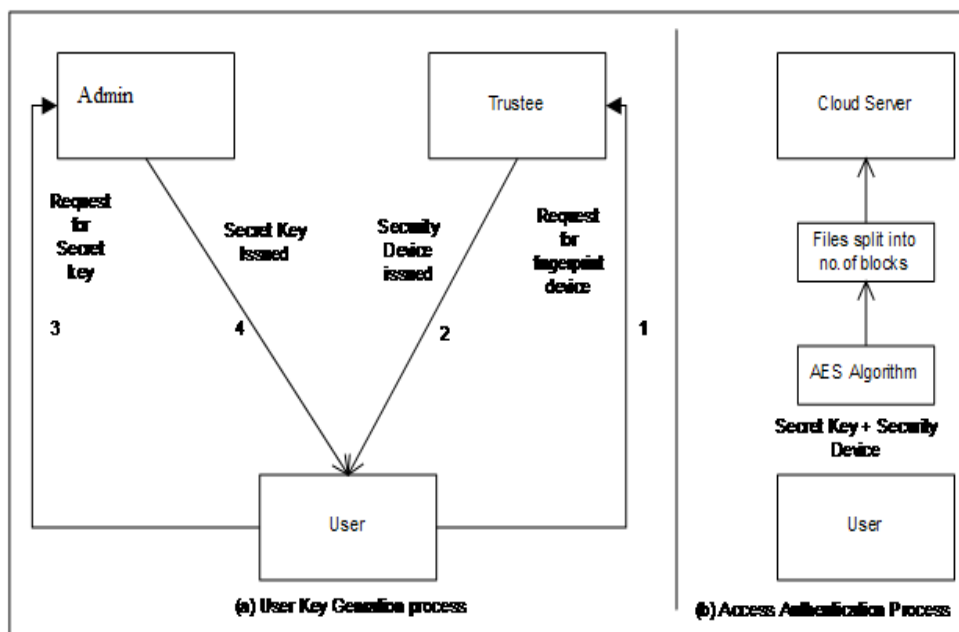 Admin
Trustee
Request
for
Secret
key
Secret Key
Issued
Security
Device
issued
Request
for
fingerprint
device
3
4
2
1
User
(a) User Key Genration process
Cloud Server
Files split into
no. of blocks
AES Algorithm
Secret Key + Security
Device
User
(b) Access Authentication Process